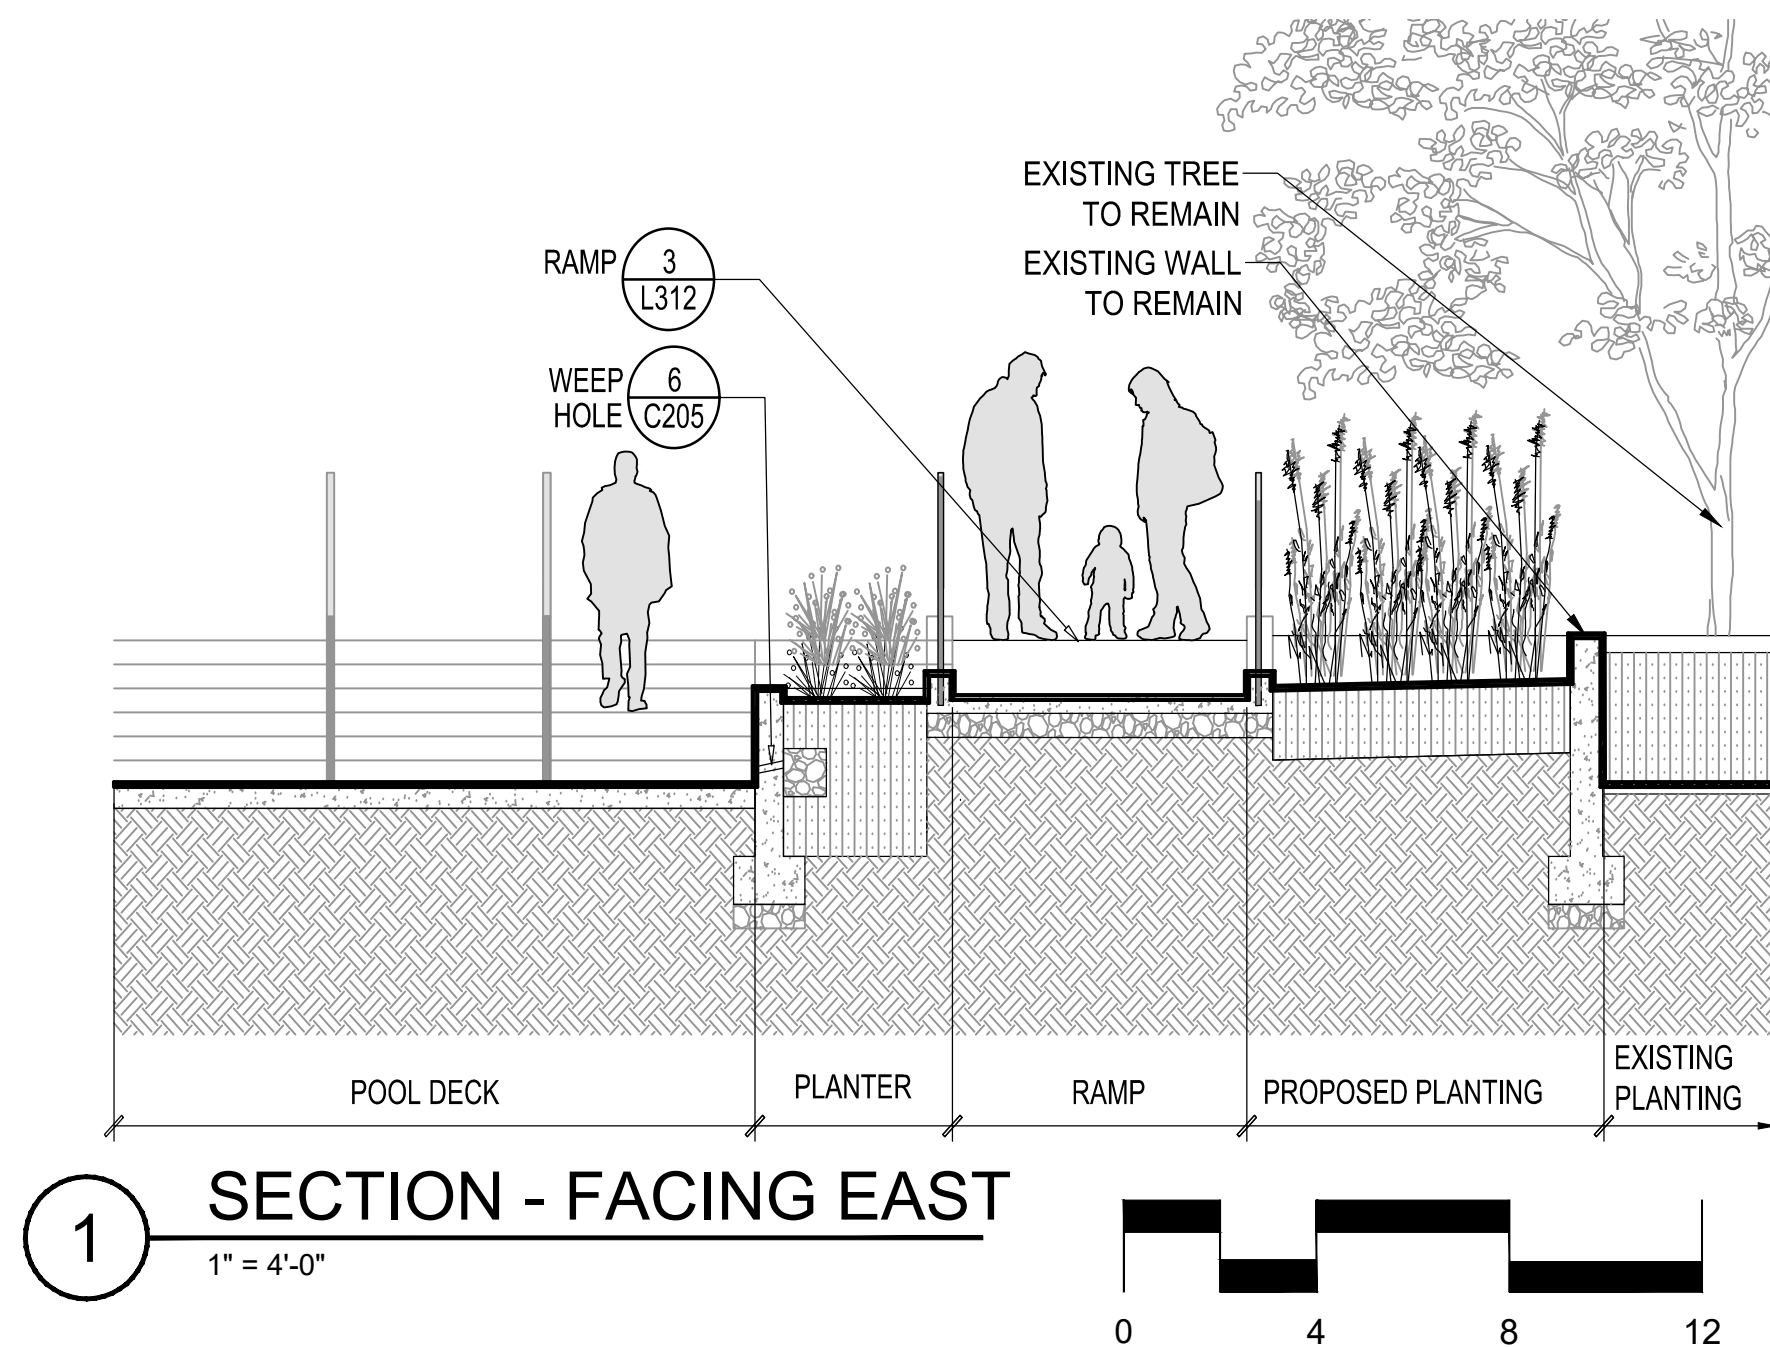 EXISTING TREE
TO REMAIN
EXISTING WALL
TO REMAIN
RAMP
3
L312
WEEP
HOLE
6
C205
POOL DECK
PLANTER
RAMP
PROPOSED PLANTING
EXISTING
PLANTING
1
SECTION - FACING EAST
1" = 4'-0"
0 4 8 12